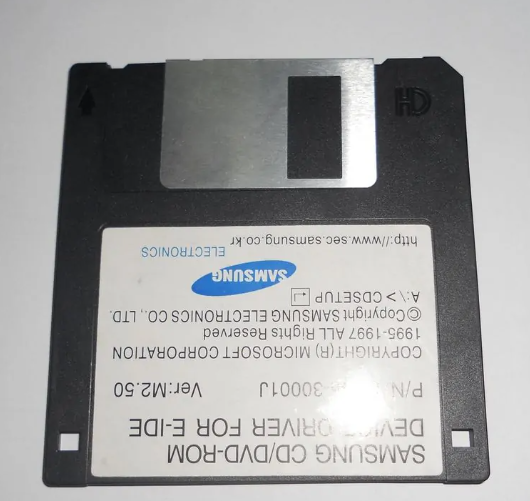 SAMSUNG CD/DVD-ROM
DEVICE DRIVER FOR E-IDE
P/N -30001J Ver:M2.50
COPYRIGHT(R) MICROSOFT CORPORATION
1995-1997 ALL Rights Reserved
©Copyright SAMSUNG ELECTRONICS CO., LTD.
A:\ > CDSETUP ↵
SAMSUNG
ELECTRONICS
http://www.sec.samsung.co.kr
HD